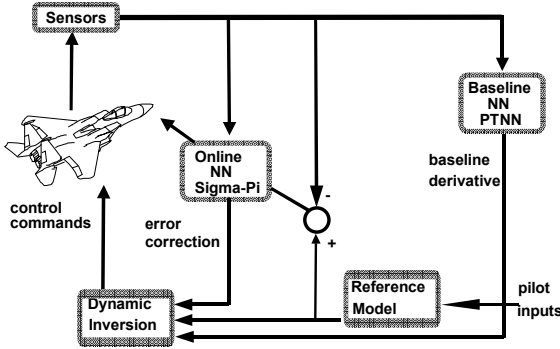 Sensors
Baseline
NN
PTNN
Online
NN
Sigma-Pi
baseline
derivative
-
+
control
commands
error
correction
Dynamic
Inversion
Reference
Model
pilot
inputs